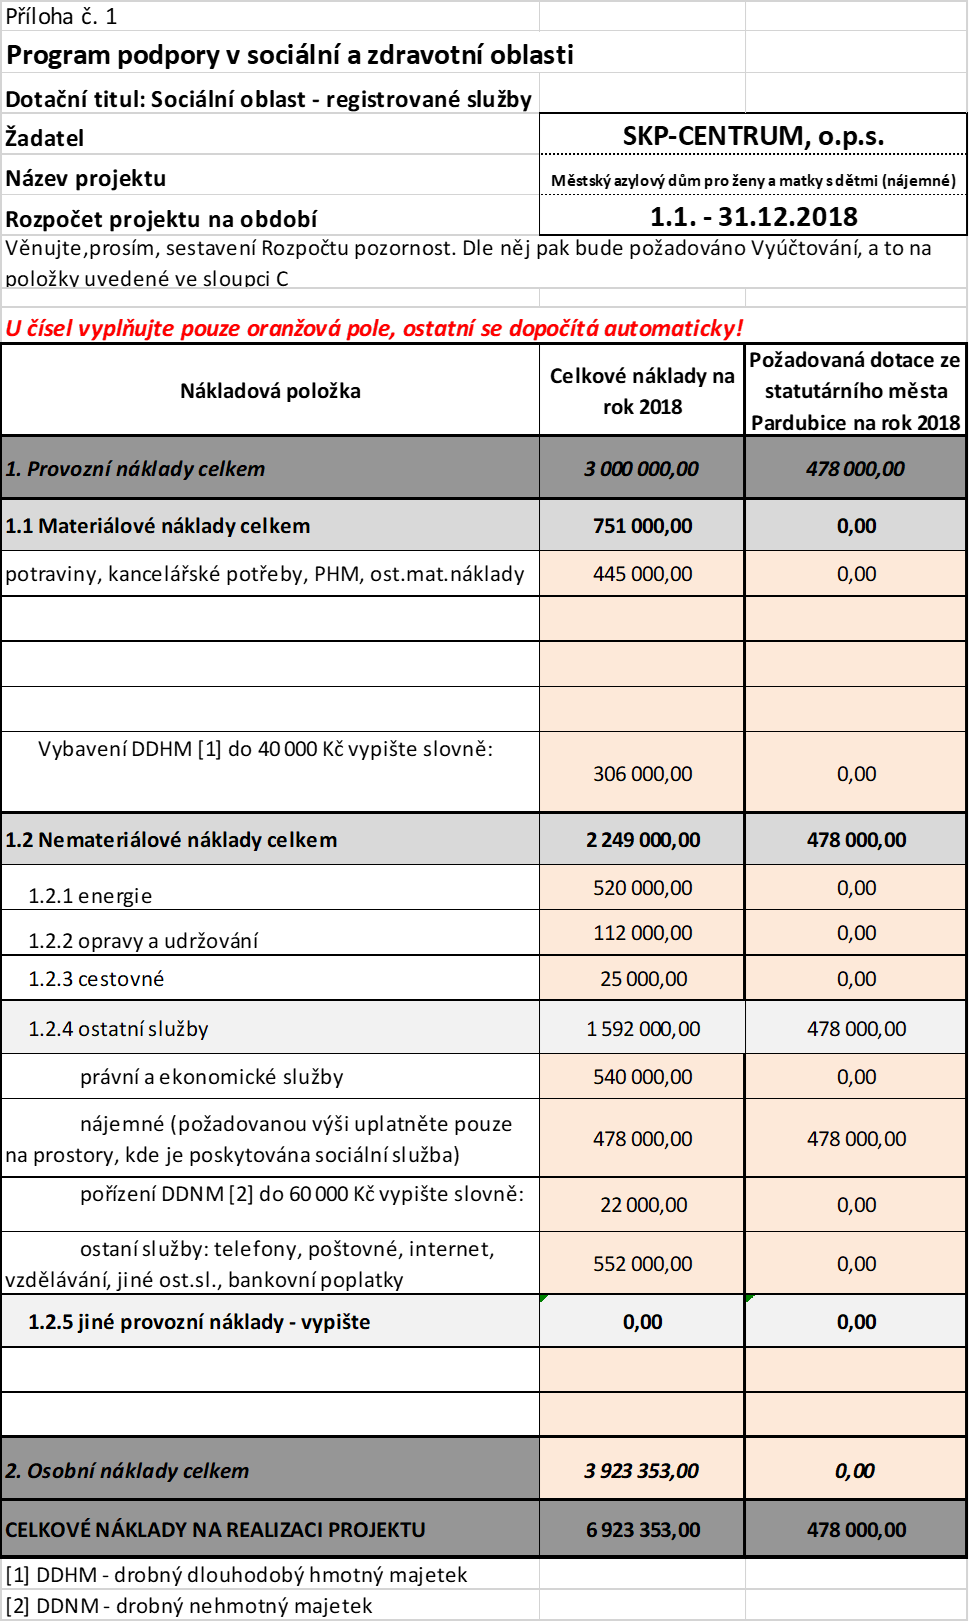 Příloha č. 1
Program podpory v sociální a zdravotní oblasti
Dotační titul: Sociální oblast - registrované služby
Žadatel SKP-CENTRUM, o.p.s.
Název projektu Městský azylový dům pro ženy a matky s dětmi (nájemné)
Rozpočet projektu na období 1.1. - 31.12.2018
Věnujte,prosím, sestavení Rozpočtu pozornost. Dle něj pak bude požadováno Vyúčtování, a to na
položky uvedené ve sloupci C
U čísel vyplňujte pouze oranžová pole, ostatní se dopočítá automaticky!
Nákladová položka
Celkové náklady na
rok 2018
Požadovaná dotace ze
statutárního města
Pardubice na rok 2018
1. Provozní náklady celkem 3 000 000,00 478 000,00
1.1 Materiálové náklady celkem 751 000,00 0,00
potraviny, kancelářské potřeby, PHM, ost.mat.náklady 445 000,00 0,00
Vybavení DDHM [1] do 40 000 Kč vypište slovně:
306 000,00 0,00
1.2 Nemateriálové náklady celkem 2 249 000,00 478 000,00
1.2.1 energie 520 000,00 0,00
1.2.2 opravy a udržování 112 000,00 0,00
1.2.3 cestovné 25 000,00 0,00
1.2.4 ostatní služby 1 592 000,00 478 000,00
právní a ekonomické služby 540 000,00 0,00
nájemné (požadovanou výši uplatněte pouze
na prostory, kde je poskytována sociální služba) 478 000,00 478 000,00
pořízení DDNM [2] do 60 000 Kč vypište slovně: 22 000,00 0,00
ostaní služby: telefony, poštovné, internet,
vzdělávání, jiné ost.sl., bankovní poplatky 552 000,00 0,00
1.2.5 jiné provozní náklady - vypište 0,00 0,00
2. Osobní náklady celkem 3 923 353,00 0,00
CELKOVÉ NÁKLADY NA REALIZACI PROJEKTU 6 923 353,00 478 000,00
[1] DDHM - drobný dlouhodobý hmotný majetek
[2] DDNM - drobný nehmotný majetek